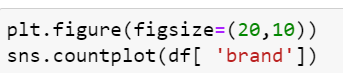 plt.figure(figsize=(20,10))
sns.countplot(df[ 'brand'])